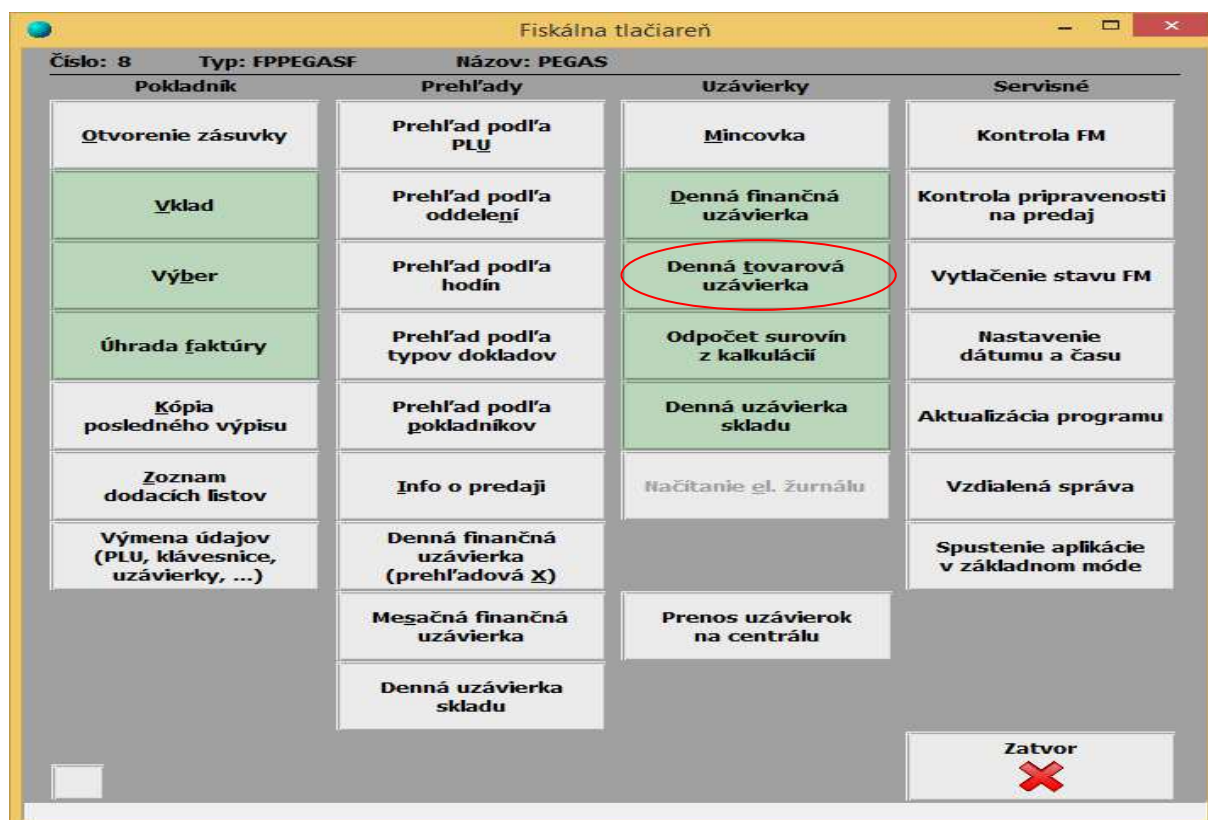 Fiskálna tlačiareň
Číslo: 8 Typ: FPPEGASF Názov: PEGAS
Pokladník
Otvorenie zásuvky
Vklad
Výber
Úhrada faktúry
Kópia
posledného výpisu
Zoznam
dodacích listov
Výmena údajov
(PLU, klávesnice,
uzávierky, ...)
Prehľady
Prehľad podľa
PLU
Prehľad podľa
oddelení
Prehľad podľa
hodín
Prehľad podľa
typov dokladov
Prehľad podľa
pokladníkov
Info o predaji
Denná finančná
uzávierka
(prehľadová X)
Mesačná finančná
uzávierka
Denná uzávierka
skladu
Uzávierky
Mincovka
Denná finančná
uzávierka
Denná tovarová
uzávierka
Odpočet surovín
z kalkulácií
Denná uzávierka
skladu
Načítanie el. žurnálu
Prenos uzávierok
na centrálu
Servisné
Kontrola FM
Kontrola pripravenosti
na predaj
Vytlačenie stavu FM
Nastavenie
dátumu a času
Aktualizácia programu
Vzdialená správa
Spustenie aplikácie
v základnom móde
Zatvor